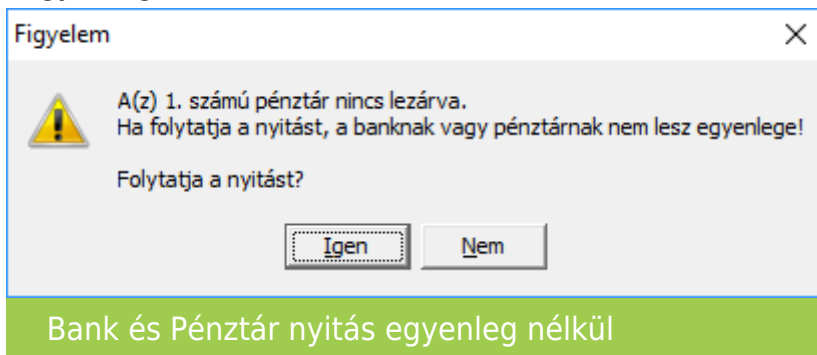 Figyelem
A(z) 1. számú pénztár nincs lezárva.
Ha folytatja a nyitást, a banknak vagy pénztárnak nem lesz egyenlege!
Folytatja a nyitást?
Igen
Nem
Bank és Pénztár nyitás egyenleg nélkül